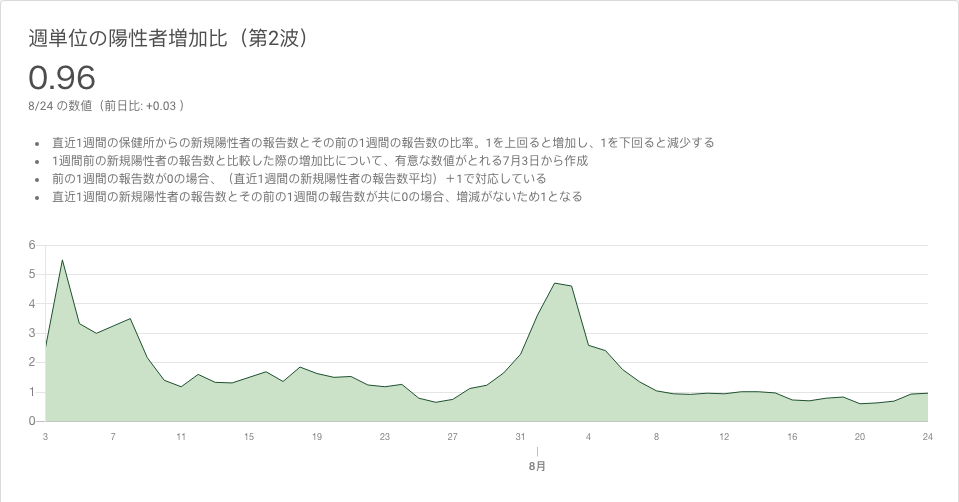 週単位の陽性者増加比（第2波）
0.96
8/24 の数値（前日比: +0.03 ）
• 直近1週間の保健所からの新規陽性者の報告数とその前の1週間の報告数の比率。1を上回ると増加し、1を下回ると減少する
• 1週間前の新規陽性者の報告数と比較した際の増加比について、有意な数値がとれる7月3日から作成
• 前の1週間の報告数が0の場合、（直近1週間の新規陽性者の報告数平均）＋1で対応している
• 直近1週間の新規陽性者の報告数とその前の1週間の報告数が共に0の場合、増減がないため1となる
6
5
4
3
2
1
0
3 7 11 15 19 23 27 31 4 8 12 16 20 24
8月